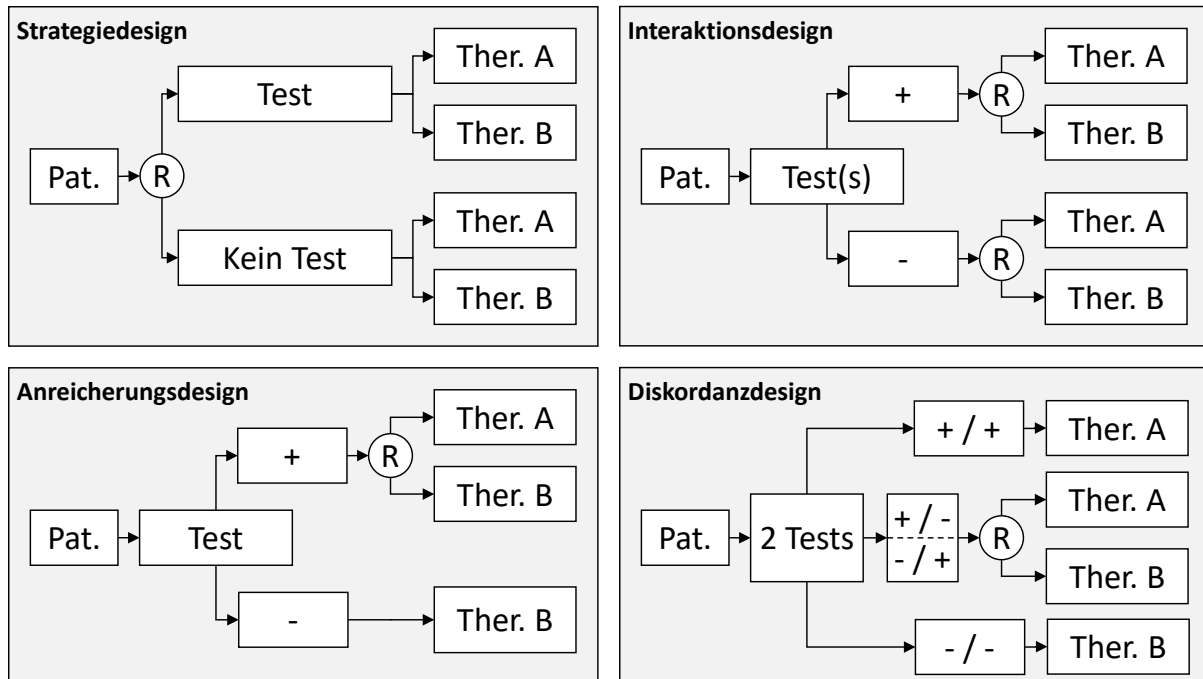 Strategiedesign
Pat.
R
Test
Kein Test
Ther. A
Ther. B
Ther. A
Ther. B
Interaktionsdesign
Pat.
Test(s)
+
-
R
R
Ther. A
Ther. B
Ther. A
Ther. B
Anreicherungsdesign
Pat.
Test
+
-
R
Ther. A
Ther. B
Ther. B
Diskordanzdesign
Pat.
2 Tests
+ / +
+ / -
- / +
- / -
R
Ther. A
Ther. A
Ther. B
Ther. B